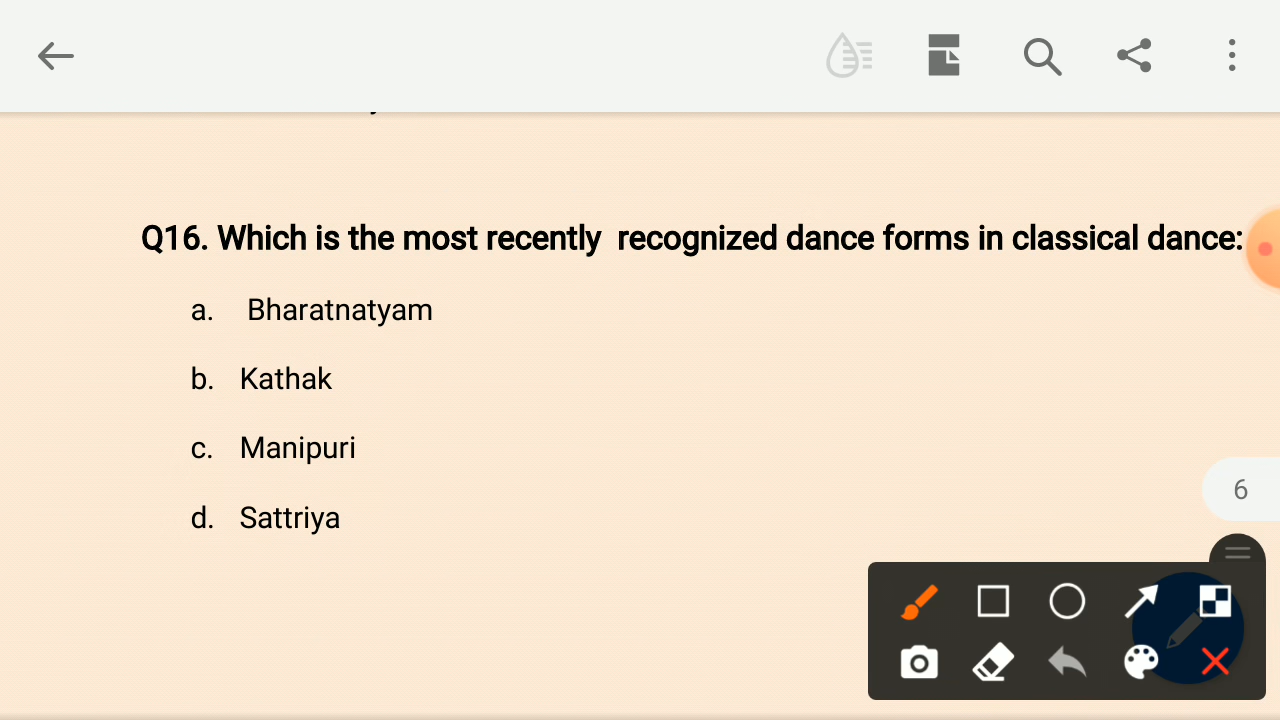 Q16. Which is the most recently recognized dance forms in classical dance:
a. Bharatnatyam
b. Kathak
c. Manipuri
d. Sattriya
6